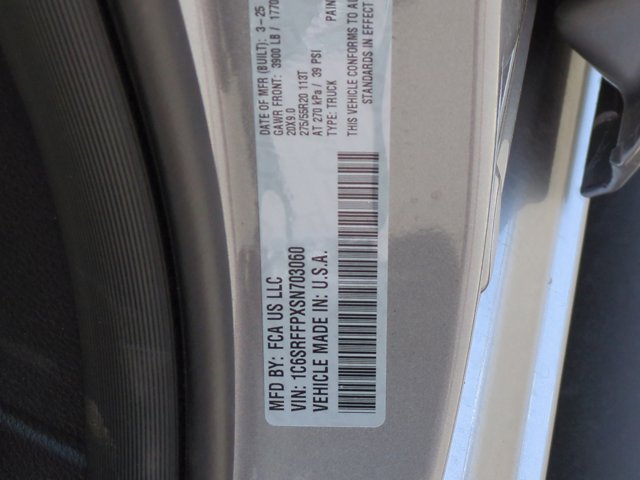 MFD BY: FCA US LLC
DATE OF MFR (BUILT): 3-25
GAWR FRONT: 3900 LB / 1770
20X9.0
275/55R20 113T
AT 270 kPa / 39 PSI
TYPE: TRUCK
PAIN
THIS VEHICLE CONFORMS TO
STANDARDS IN EFFECT
VIN: 1C6SRFFPXSN703060
VEHICLE MADE IN: U.S.A.